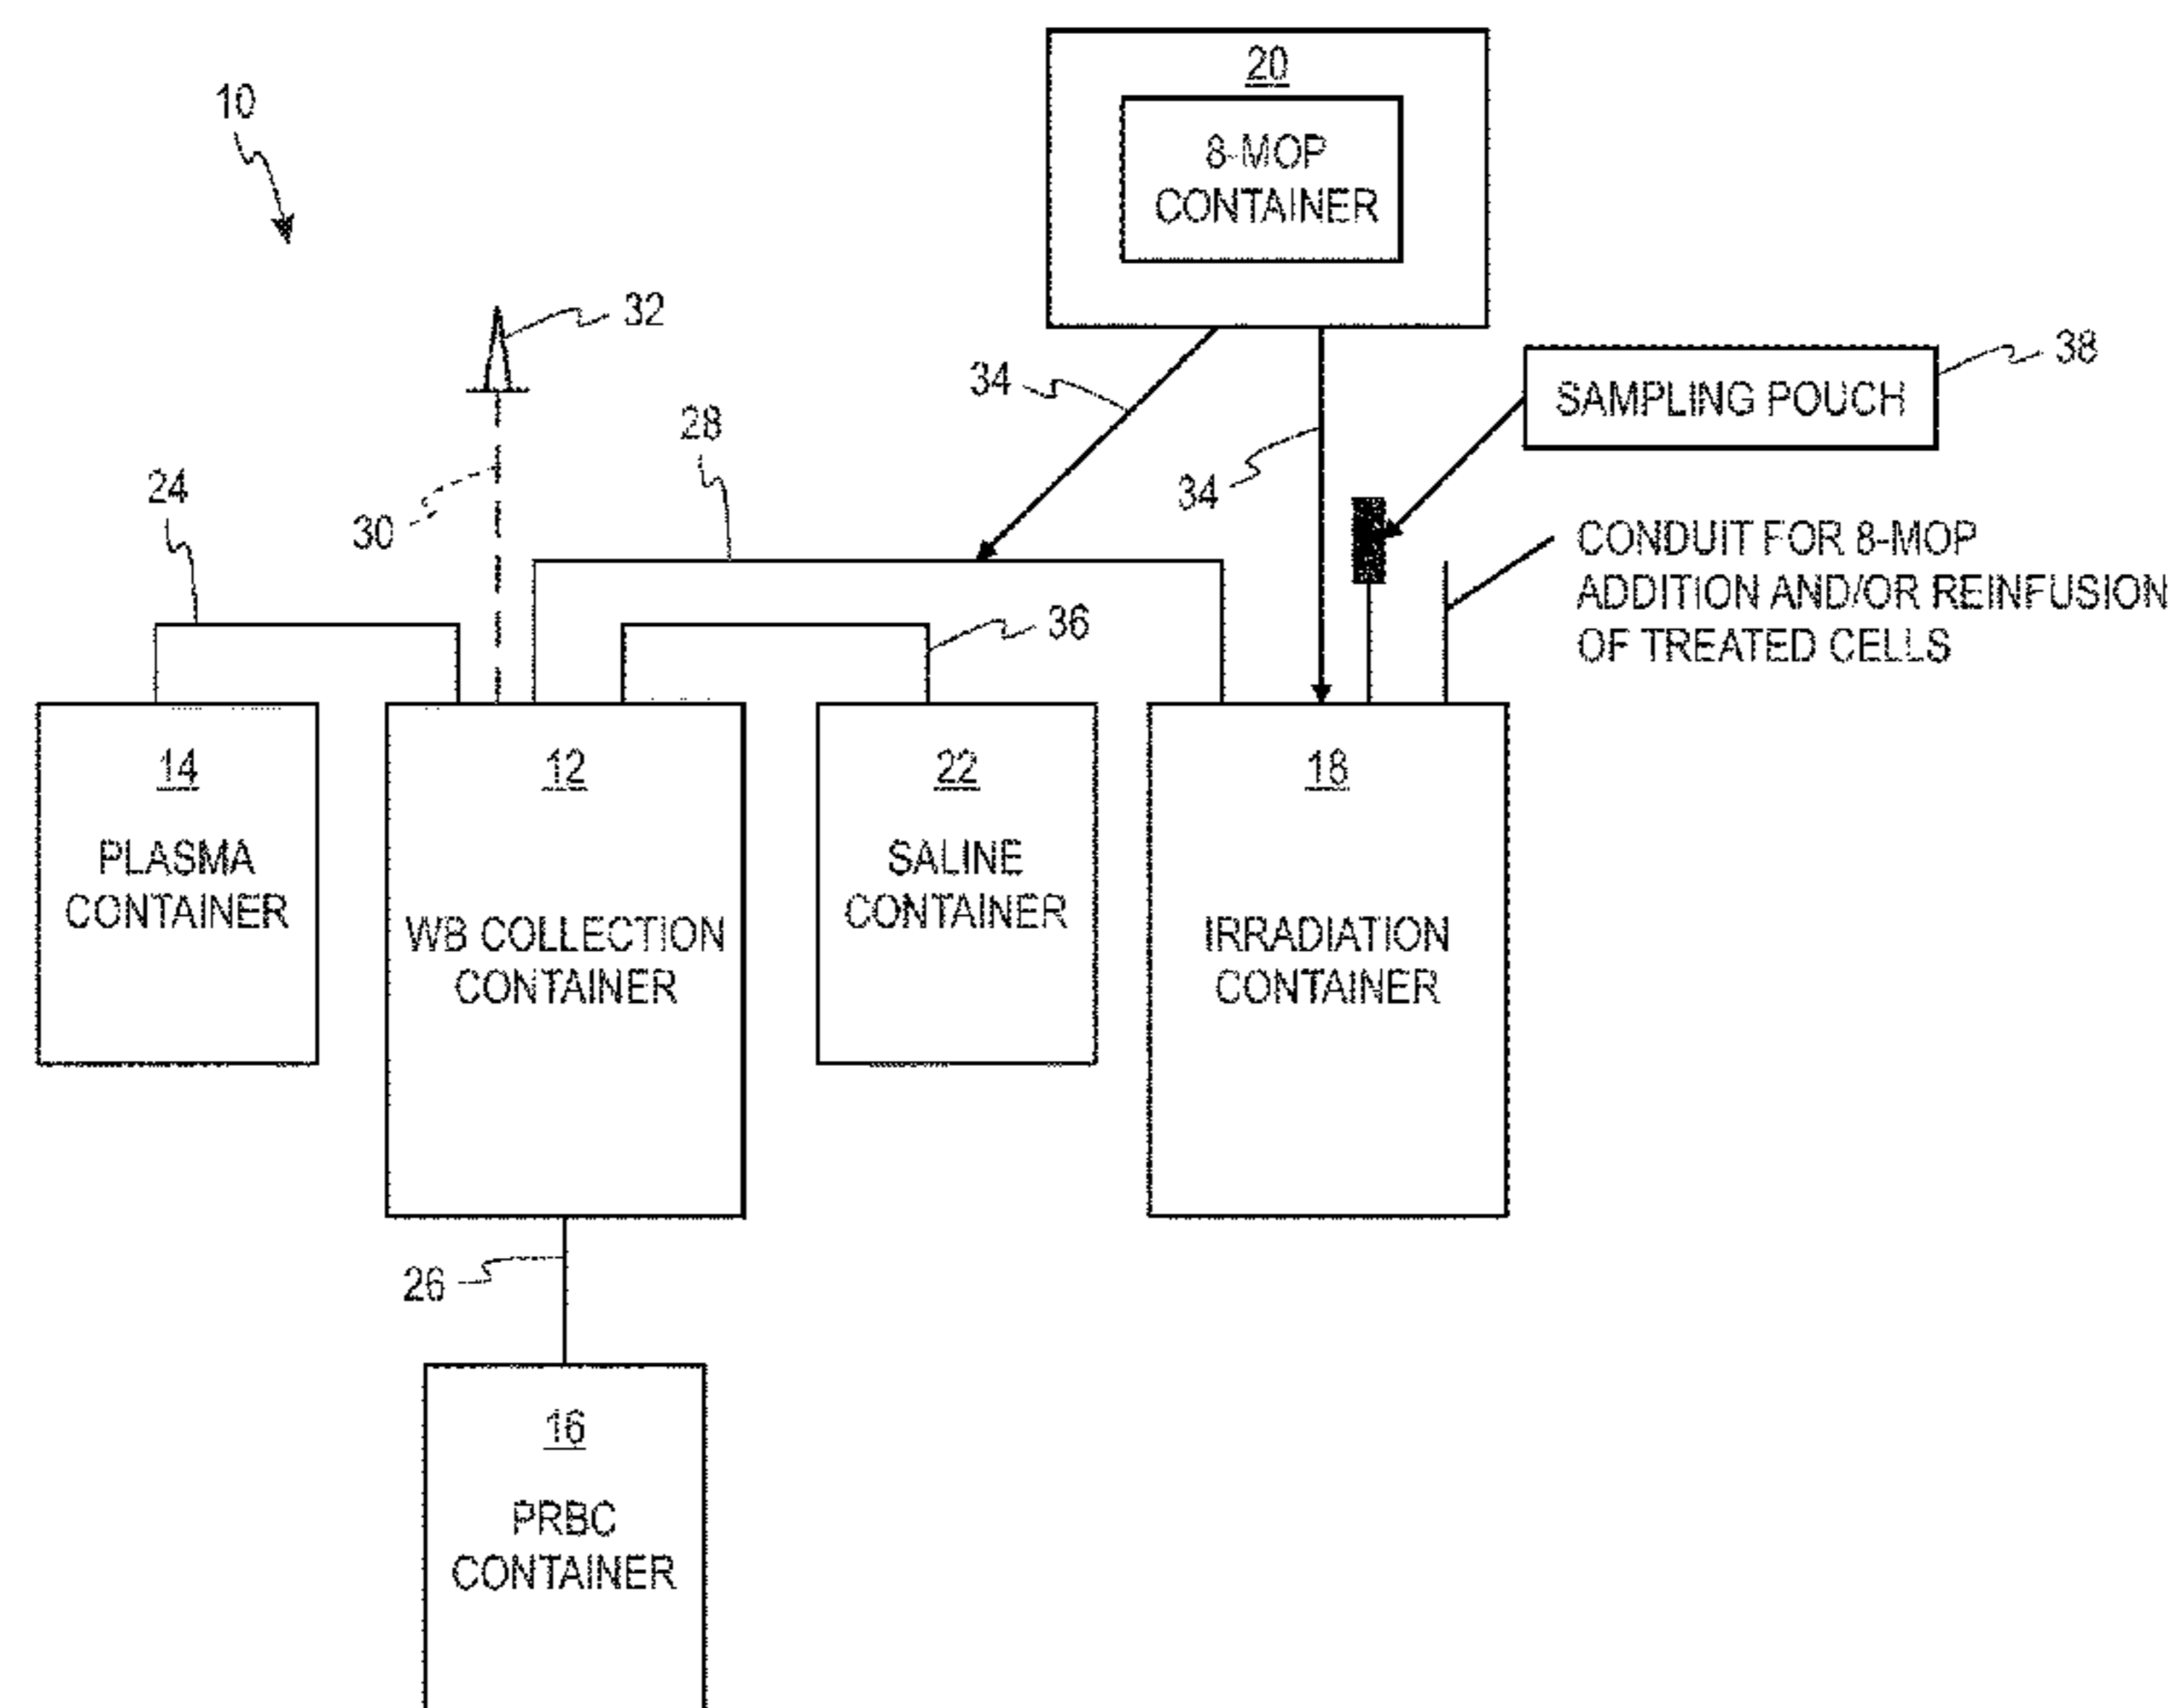 10
20
8-MOP
CONTAINER
32
34
38
SAMPLING POUCH
28
24
34
30
CONDUIT FOR 8-MOP
ADDITION AND/OR REINFUSION
OF TREATED CELLS
36
14
PLASMA
CONTAINER
12
WB COLLECTION
CONTAINER
22
SALINE
CONTAINER
18
IRRADIATION
CONTAINER
26
16
PRBC
CONTAINER